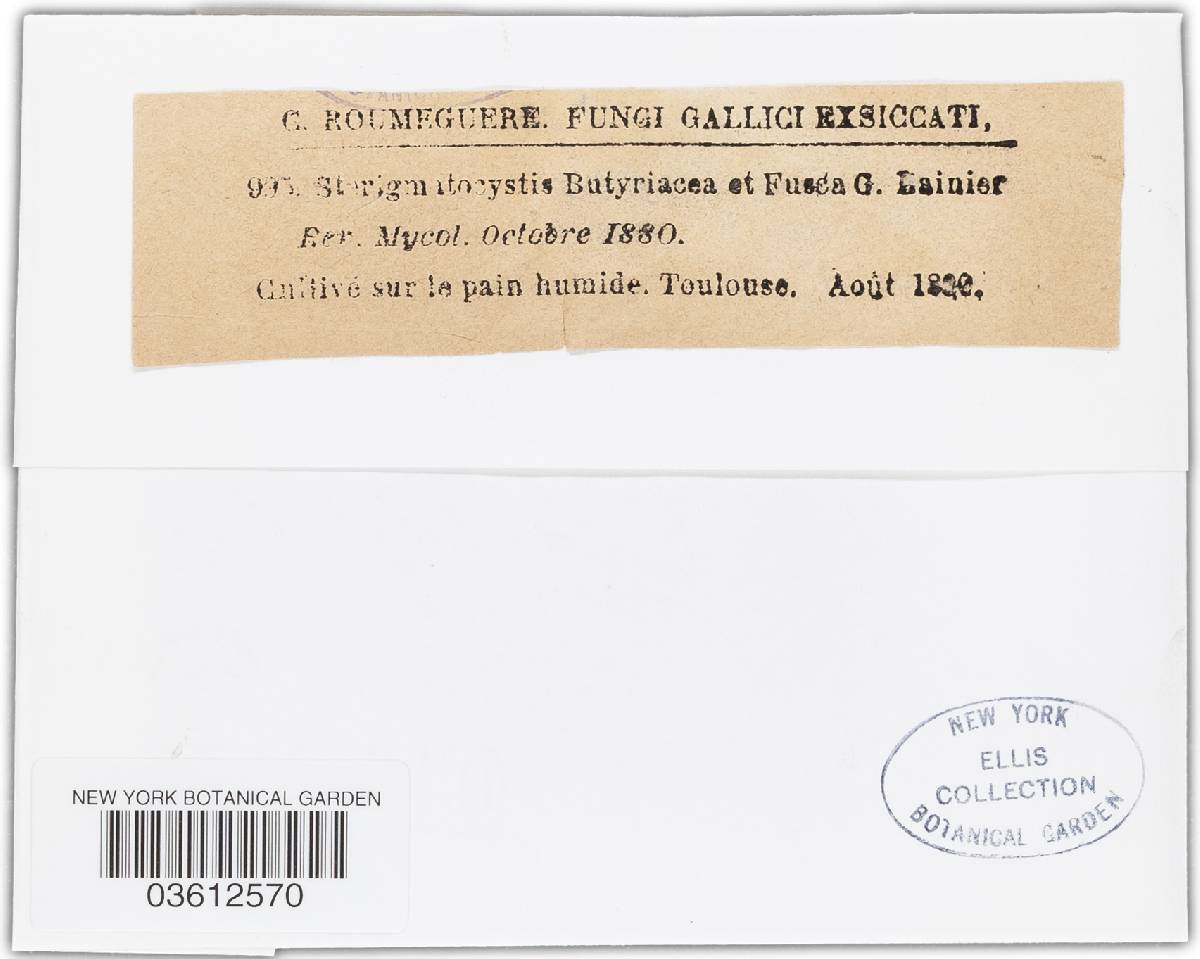 C. ROUMEGUERE. FUNGI GALLICI EXSICCATI,
Sterigmatocystis Butyriacea et Fusca G. Bainier
Rev. Mycol. Octobre 1880.
Cultivé sur le pain humide. Toulouse. Août
NEW YORK
ELLIS
COLLECTION
BOTANICAL GARDEN
NEW YORK BOTANICAL GARDEN
03612570